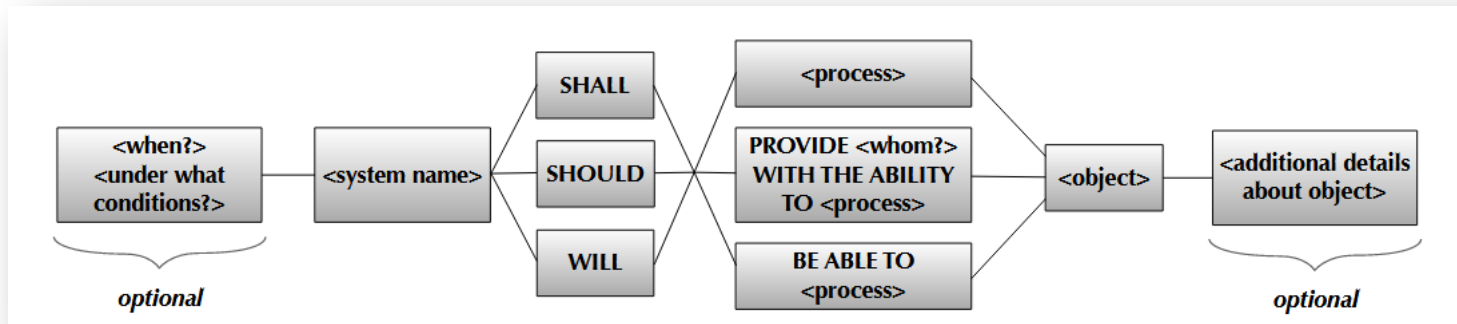 <when?>
<under what
conditions?>
optional
<system name>
SHALL
SHOULD
WILL
<process>
PROVIDE <whom?>
WITH THE ABILITY
TO <process>
BE ABLE TO
<process>
<object>
<additional details
about object>
optional